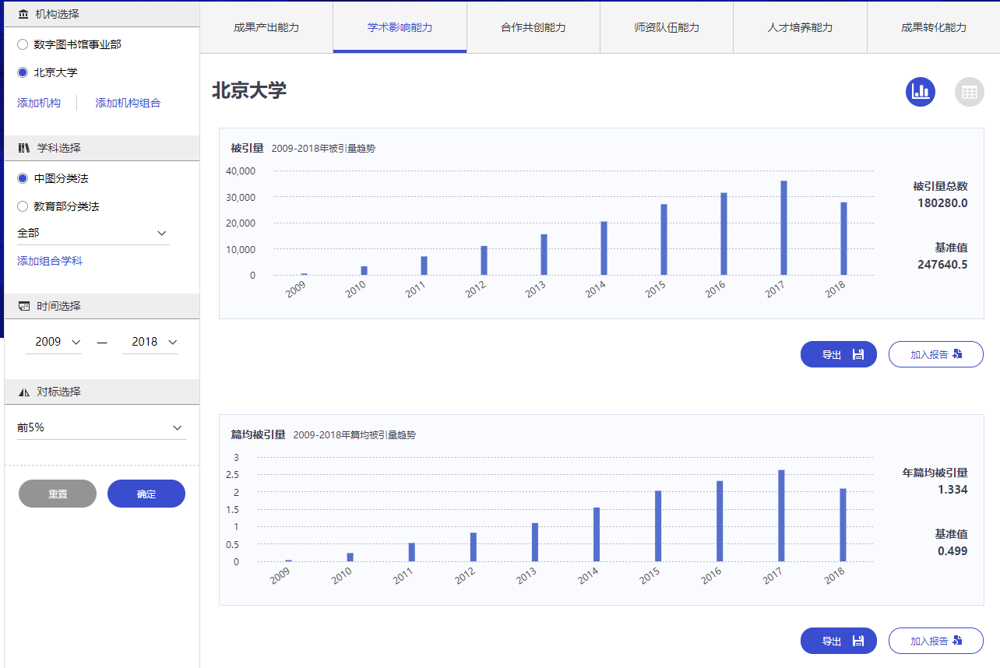 机构选择
数字图书馆事业部
北京大学
添加机构 添加机构组合
学科选择
中图分类法
教育部分类法
全部
添加组合学科
时间选择
2009 — 2018
对标选择
前5%
重置 确定
成果产出能力 学术影响能力 合作共创能力 师资队伍能力 人才培养能力 成果转化能力
北京大学
被引量 2009-2018年被引量趋势
40,000
30,000
20,000
10,000
0
2009 2010 2011 2012 2013 2014 2015 2016 2017 2018
被引量总数
180280.0
基准值
247640.5
导出 加入报告
篇均被引量 2009-2018年篇均被引量趋势
3
2.5
2
1.5
1
0.5
0
2009 2010 2011 2012 2013 2014 2015 2016 2017 2018
年篇均被引量
1.334
基准值
0.499
导出 加入报告